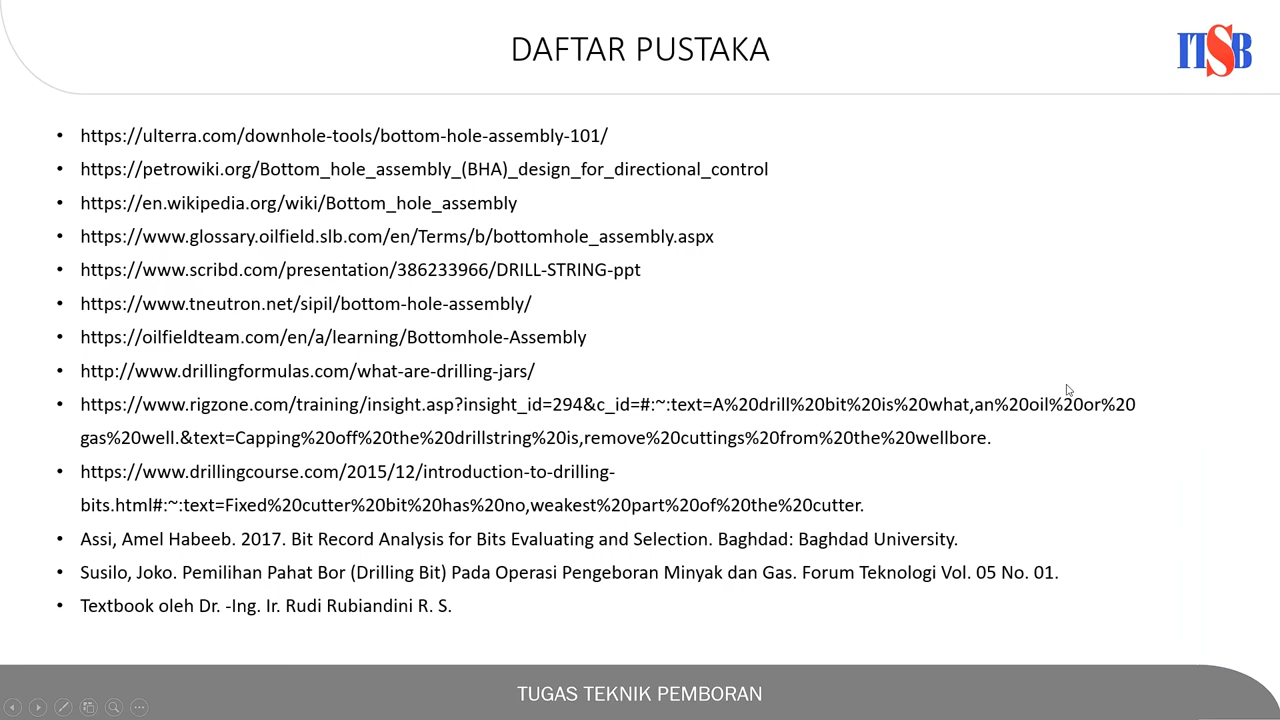 DAFTAR PUSTAKA
ITSB
• https://ulterra.com/downhole-tools/bottom-hole-assembly-101/
• https://petrowiki.org/Bottom_hole_assembly_(BHA)_design_for_directional_control
• https://en.wikipedia.org/wiki/Bottom_hole_assembly
• https://www.glossary.oilfield.slb.com/en/Terms/b/bottomhole_assembly.aspx
• https://www.scribd.com/presentation/386233966/DRILL-STRING-ppt
• https://www.tneutron.net/sipil/bottom-hole-assembly/
• https://oilfieldteam.com/en/a/learning/Bottomhole-Assembly
• http://www.drillingformulas.com/what-are-drilling-jars/
• https://www.rigzone.com/training/insight.asp?insight_id=294&c_id=#:~:text=A%20drill%20bit%20is%20what,an%20oil%20or%20
gas%20well.&text=Capping%20off%20the%20drillstring%20is,remove%20cuttings%20from%20the%20wellbore.
• https://www.drillingcourse.com/2015/12/introduction-to-drilling-
bits.html#:~:text=Fixed%20cutter%20bit%20has%20no,weakest%20part%20of%20the%20cutter.
• Assi, Amel Habeeb. 2017. Bit Record Analysis for Bits Evaluating and Selection. Baghdad: Baghdad University.
• Susilo, Joko. Pemilihan Pahat Bor (Drilling Bit) Pada Operasi Pengeboran Minyak dan Gas. Forum Teknologi Vol. 05 No. 01.
• Textbook oleh Dr. -Ing. Ir. Rudi Rubiandini R. S.
TUGAS TEKNIK PEMBORAN